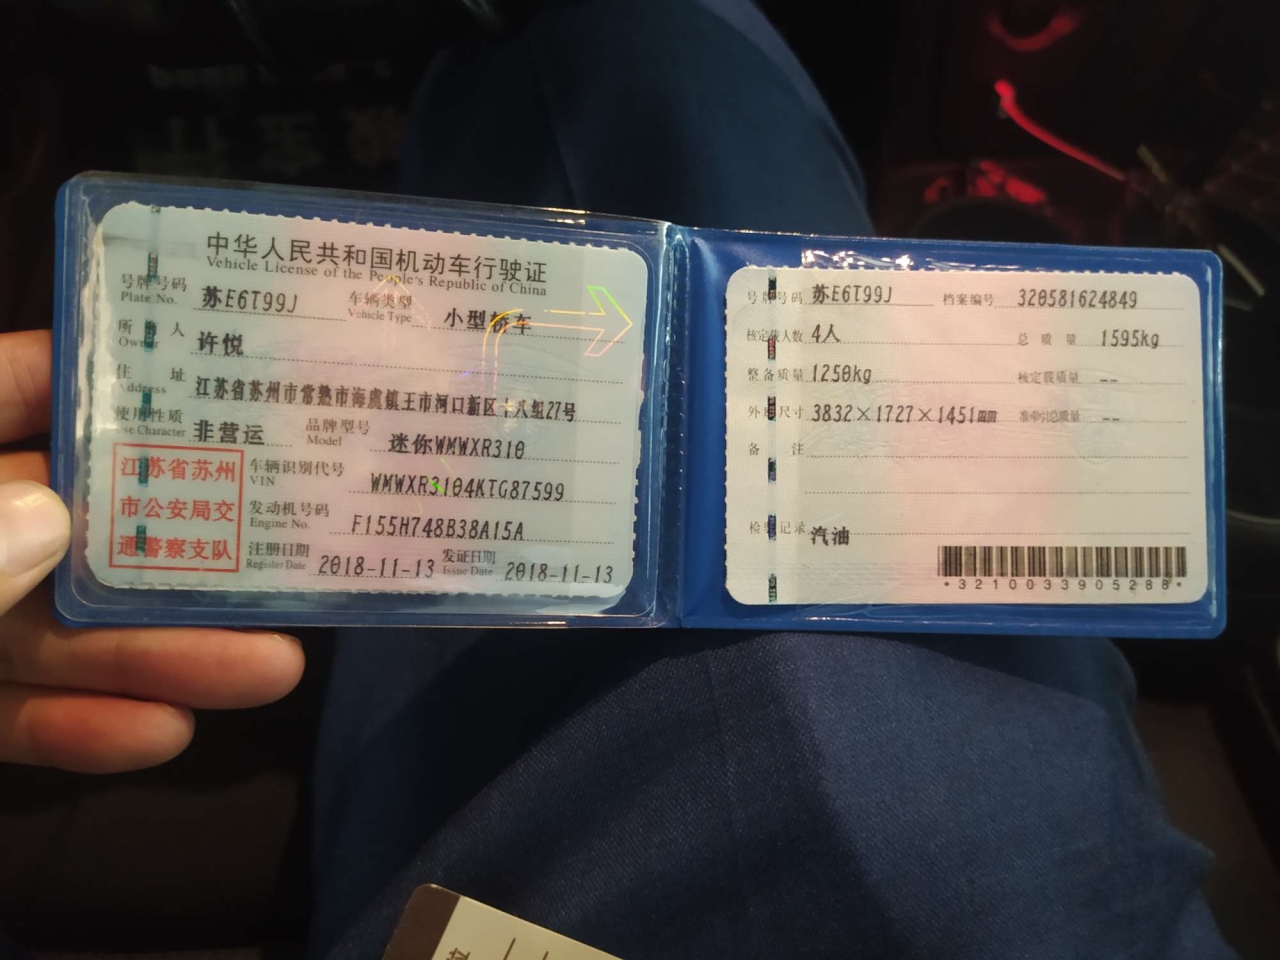 中华人民共和国机动车行驶证
Vehicle License of the People's Republic of China
号牌号码 苏E6T99J 车辆类型 小型轿车
Plate No. Vehicle Type
所 人 许悦
Owner
住 址 江苏省苏州市常熟市海虞镇王市河口新区十八组27号
Address
使用性质 非营运 品牌型号 迷你WMWXR310
Use Character Model
江苏省苏州
市公安局交
通警察支队
车辆识别代号 WMWXR3104KTG87599
VIN
发动机号码 F155H748B38A15A
Engine No.
注册日期 2018-11-13 发证日期 2018-11-13
Register Date Issue Date
号牌号码 苏E6T99J 档案编号 320581624849
核定载人数 4人 总质量 1595kg
整备质量 1250kg 核定载质量 --
外廓尺寸 3832×1727×1451mm 准牵引总质量 --
备 注
检验记录 汽油
*3210033905288*